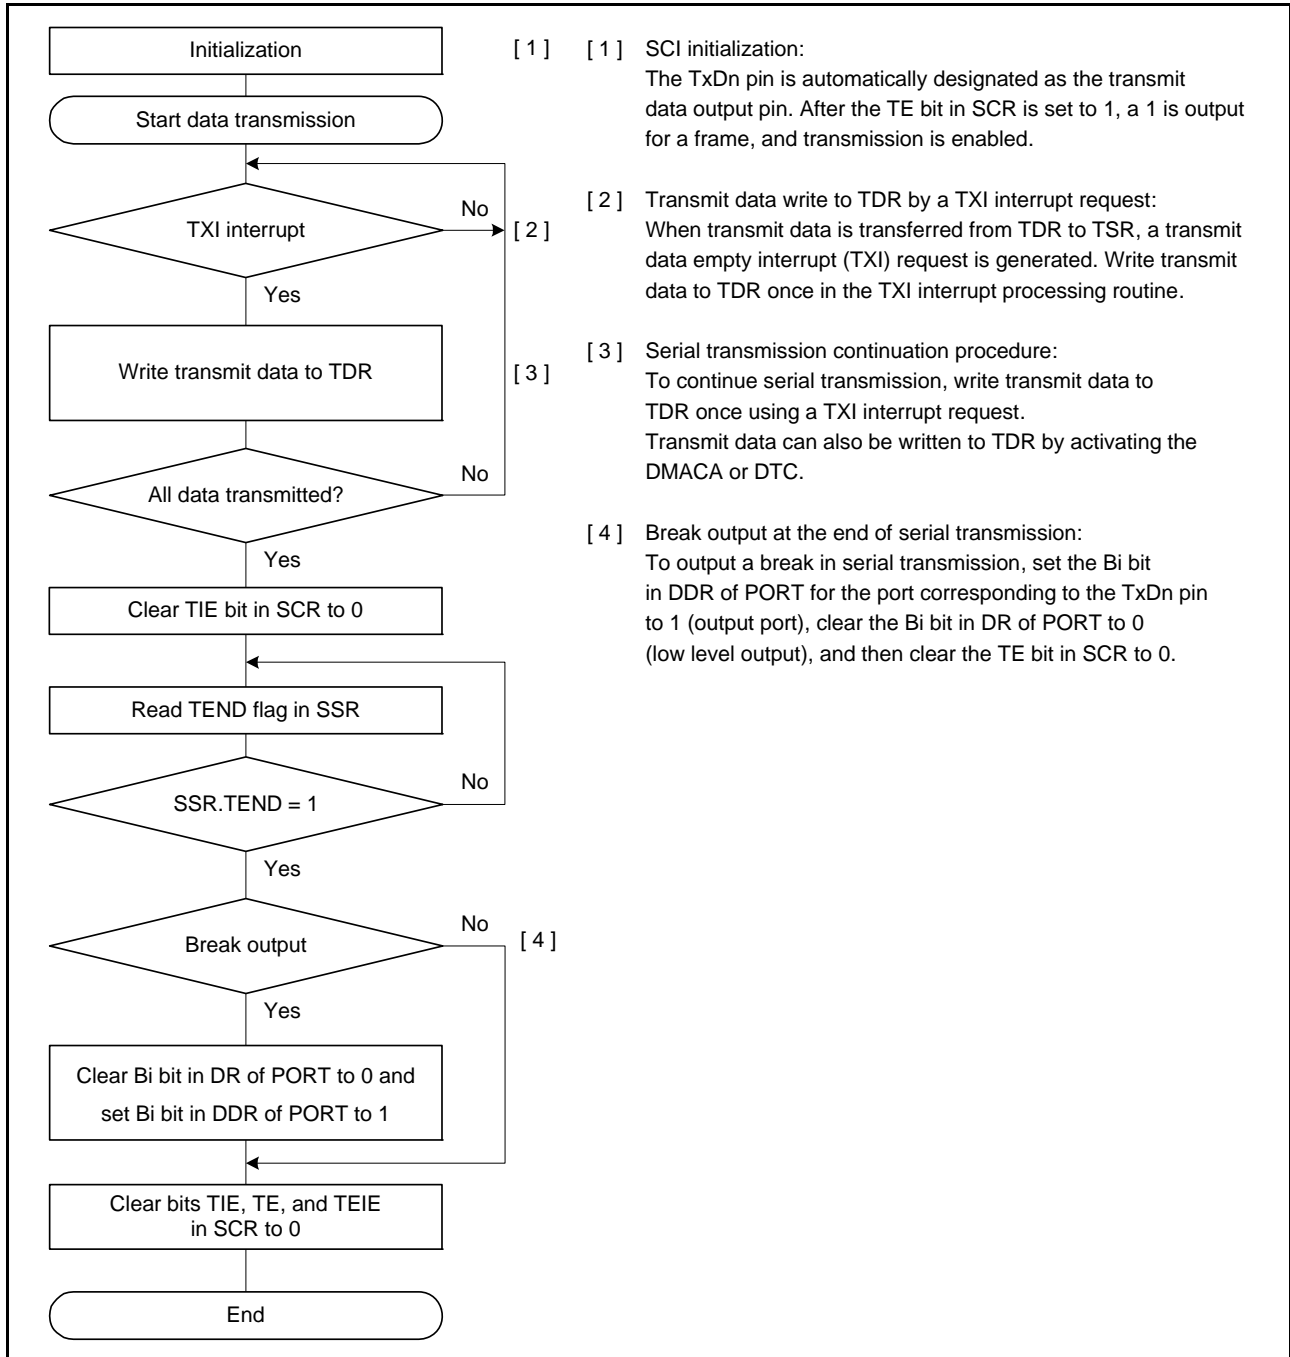 Initialization
[ 1 ]
Start data transmission
TXI interrupt
No
[ 2 ]
Yes
Write transmit data to TDR
[ 3 ]
All data transmitted?
No
Yes
Clear TIE bit in SCR to 0
Read TEND flag in SSR
SSR.TEND = 1
No
Yes
Break output
No
[ 4 ]
Yes
Clear Bi bit in DR of PORT to 0 and
set Bi bit in DDR of PORT to 1
Clear bits TIE, TE, and TEIE
in SCR to 0
End
[ 1 ] SCI initialization:
The TxDn pin is automatically designated as the transmit
data output pin. After the TE bit in SCR is set to 1, a 1 is output
for a frame, and transmission is enabled.
[ 2 ] Transmit data write to TDR by a TXI interrupt request:
When transmit data is transferred from TDR to TSR, a transmit
data empty interrupt (TXI) request is generated. Write transmit
data to TDR once in the TXI interrupt processing routine.
[ 3 ] Serial transmission continuation procedure:
To continue serial transmission, write transmit data to
TDR once using a TXI interrupt request.
Transmit data can also be written to TDR by activating the
DMACA or DTC.
[ 4 ] Break output at the end of serial transmission:
To output a break in serial transmission, set the Bi bit
in DDR of PORT for the port corresponding to the TxDn pin
to 1 (output port), clear the Bi bit in DR of PORT to 0
(low level output), and then clear the TE bit in SCR to 0.